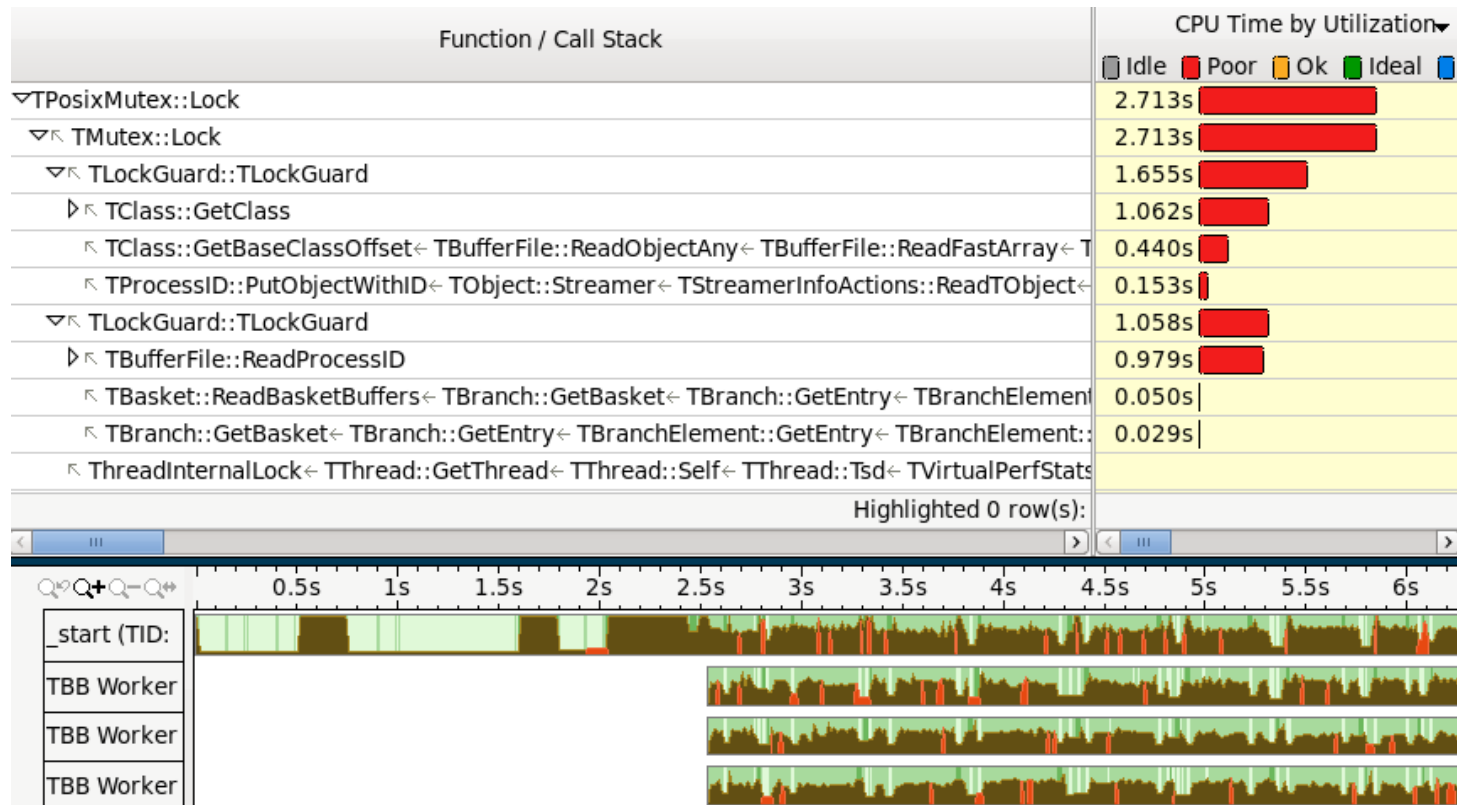 Function / Call Stack
CPU Time by Utilization
Idle Poor Ok Ideal
TPosixMutex::Lock 2.713s
TMutex::Lock 2.713s
TLockGuard::TLockGuard 1.655s
TClass::GetClass 1.062s
TClass::GetBaseClassOffset← TBufferFile::ReadObjectAny← TBufferFile::ReadFastArray← T 0.440s
TProcessID::PutObjectWithID← TObject::Streamer← TStreamerInfoActions::ReadTObject← 0.153s
TLockGuard::TLockGuard 1.058s
TBufferFile::ReadProcessID 0.979s
TBasket::ReadBasketBuffers← TBranch::GetBasket← TBranch::GetEntry← TBranchElement 0.050s
TBranch::GetBasket← TBranch::GetEntry← TBranchElement::GetEntry← TBranchElement:: 0.029s
ThreadInternalLock← TThread::GetThread← TThread::Self← TThread::Tsd← TVirtualPerfStats
Highlighted 0 row(s):
0.5s 1s 1.5s 2s 2.5s 3s 3.5s 4s 4.5s 5s 5.5s 6s
_start (TID:
TBB Worker
TBB Worker
TBB Worker